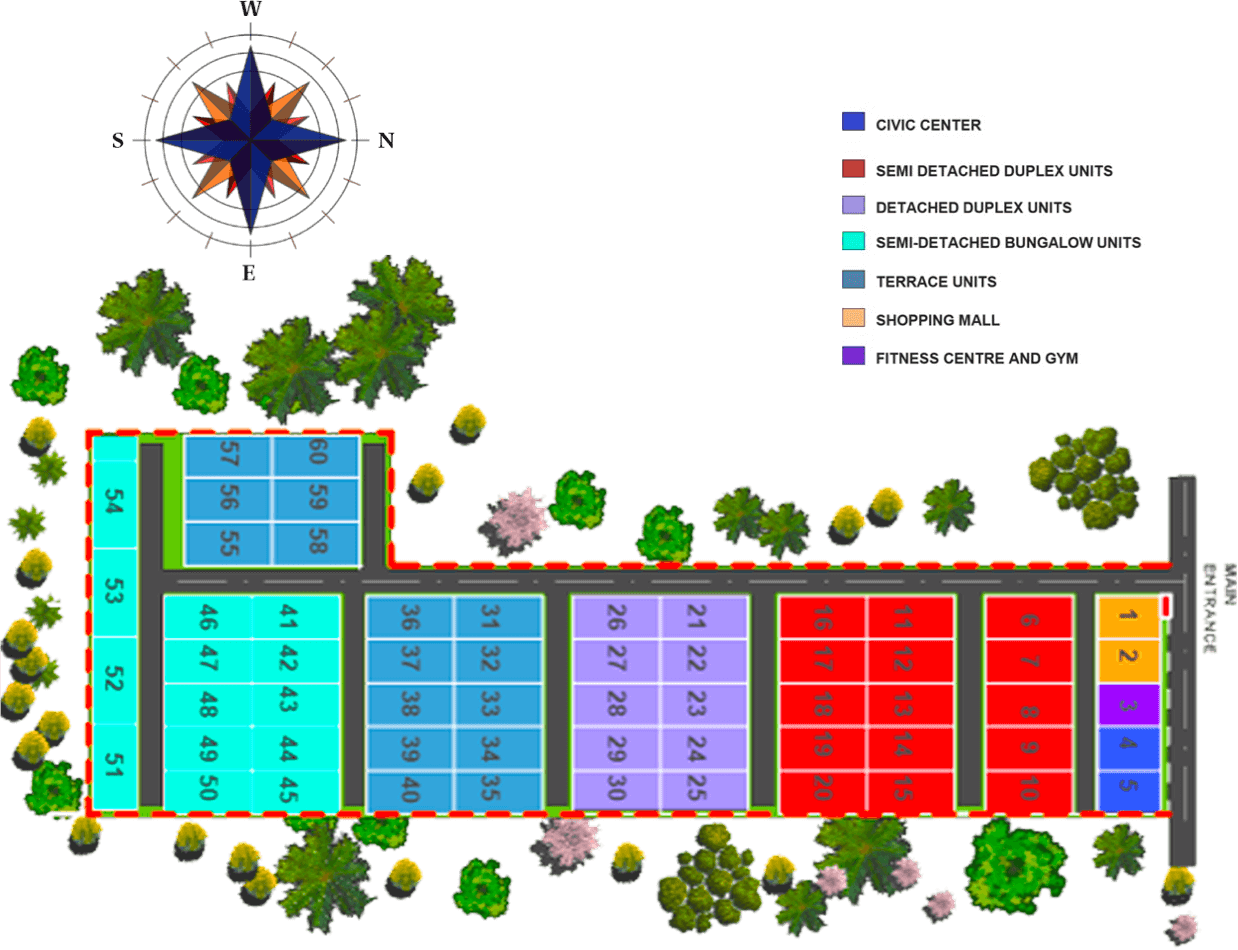 W
S
N
E
CIVIC CENTER
SEMI DETACHED DUPLEX UNITS
DETACHED DUPLEX UNITS
SEMI-DETACHED BUNGALOW UNITS
TERRACE UNITS
SHOPPING MALL
FITNESS CENTRE AND GYM
57 60
56 59
55 58
54
53
52
51
46 41
47 42
48 43
49 44
50 45
36 31
37 32
38 33
39 34
40 35
26 21
27 22
28 23
29 24
30 25
16 11
17 12
18 13
19 14
20 15
6
7
8
9
10
1
2
3
4
5
MAIN
ENTRANCE